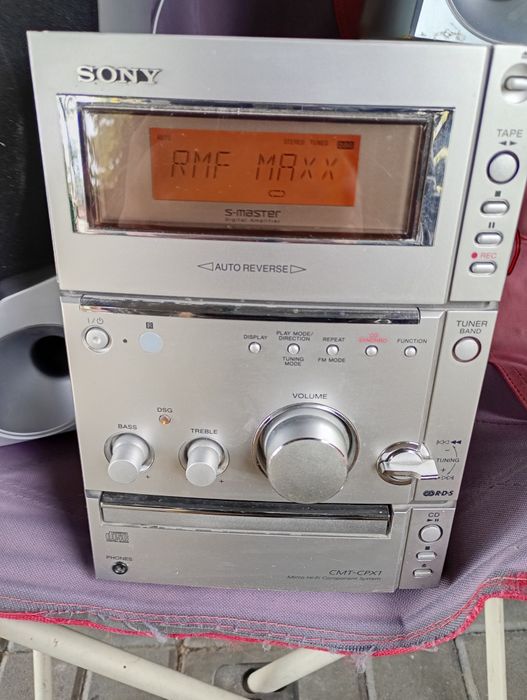 SONY
AUTO STEREO TUNED
RMF MAXX
S-master
Digital Amplifier
AUTO REVERSE
TAPE
REC
I/
DISPLAY
PLAY MODE/
DIRECTION
TUNING
MODE
REPEAT
FM MODE
CD
SYNCHRO
FUNCTION
TUNER
BAND
VOLUME
DSG
BASS
TREBLE
- TUNING +
RDS
CD
PHONES
CMT-CPX1
Micro Hi-Fi Component System